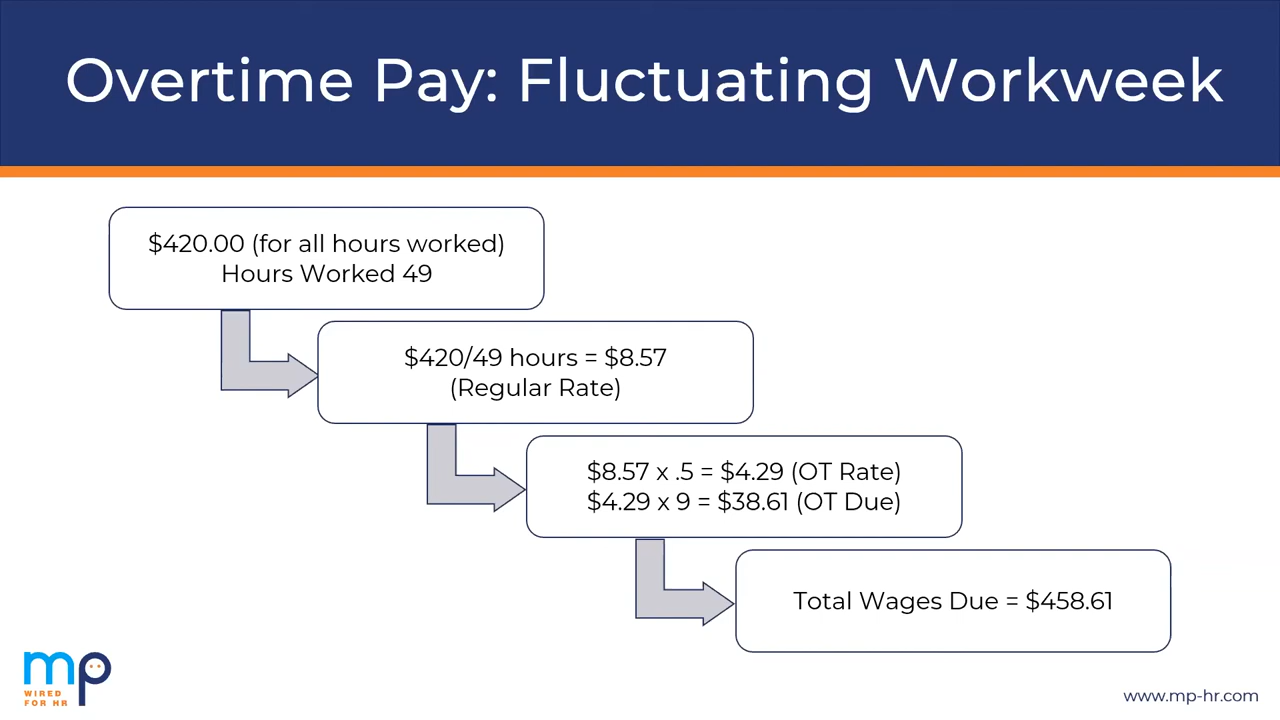 Overtime Pay: Fluctuating Workweek
$420.00 (for all hours worked)
Hours Worked 49
$420/49 hours = $8.57
(Regular Rate)
$8.57 x .5 = $4.29 (OT Rate)
$4.29 x 9 = $38.61 (OT Due)
Total Wages Due = $458.61
mp
WIRED
FOR HR
www.mp-hr.com